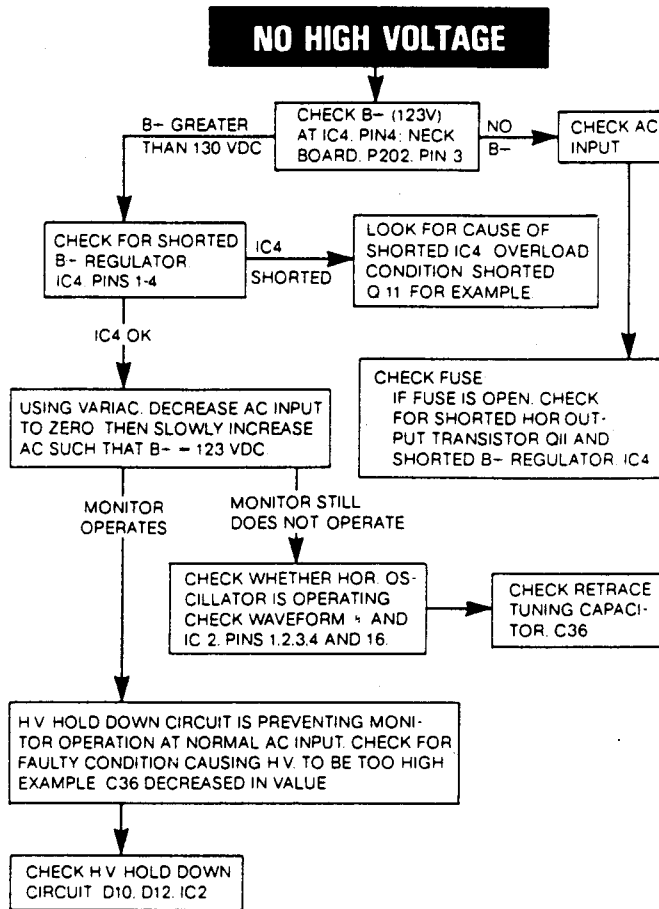 NO HIGH VOLTAGE
CHECK B+ (123V)
AT IC4. PIN4; NECK
BOARD. P202. PIN 3
B+ GREATER
THAN 130 VDC
NO
B+
CHECK AC
INPUT
CHECK FOR SHORTED
B+ REGULATOR
IC4. PINS 1-4
IC4
SHORTED
LOOK FOR CAUSE OF
SHORTED IC4 OVERLOAD
CONDITION SHORTED
Q 11 FOR EXAMPLE
IC4 OK
CHECK FUSE
IF FUSE IS OPEN. CHECK
FOR SHORTED HOR OUT-
PUT TRANSISTOR Q11 AND
SHORTED B+ REGULATOR. IC4
USING VARIAC. DECREASE AC INPUT
TO ZERO THEN SLOWLY INCREASE
AC SUCH THAT B+ = 123 VDC
MONITOR
OPERATES
MONITOR STILL
DOES NOT OPERATE
CHECK WHETHER HOR. OS-
CILLATOR IS OPERATING
CHECK WAVEFORM AND
IC 2. PINS 1.2.3.4 AND 16.
CHECK RETRACE
TUNING CAPACI-
TOR. C36
H V HOLD DOWN CIRCUIT IS PREVENTING MONI-
TOR OPERATION AT NORMAL AC INPUT. CHECK FOR
FAULTY CONDITION CAUSING H V. TO BE TOO HIGH
EXAMPLE C36 DECREASED IN VALUE
CHECK H V HOLD DOWN
CIRCUIT D10. D12. IC2